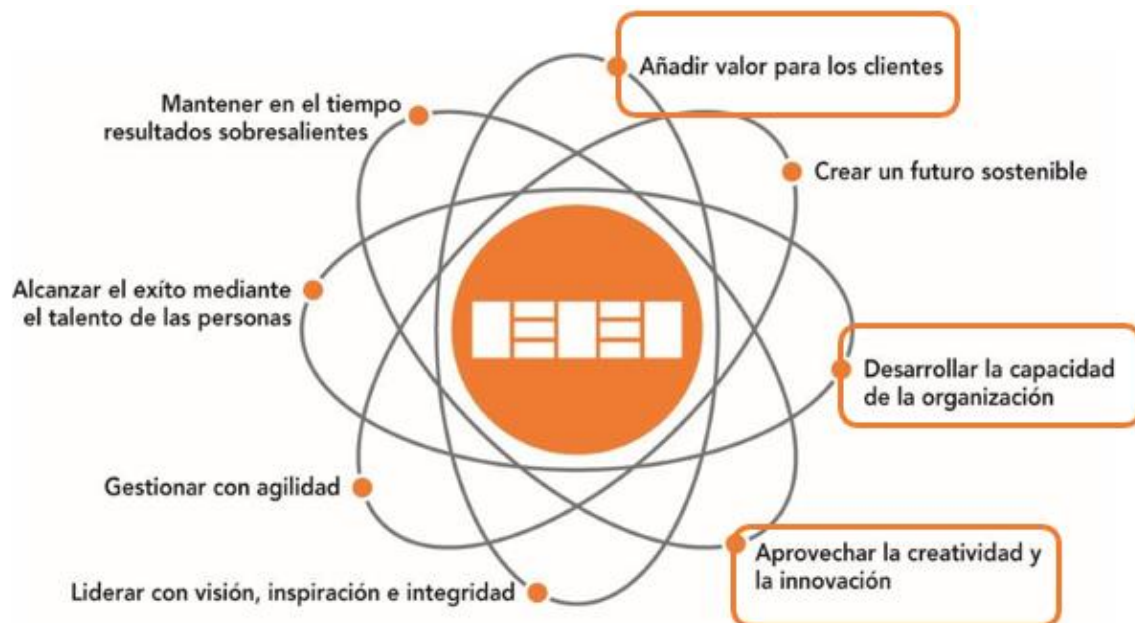 Añadir valor para los clientes
Mantener en el tiempo
resultados sobresalientes
Crear un futuro sostenible
Alcanzar el exíto mediante
el talento de las personas
Desarrollar la capacidad
de la organización
Gestionar con agilidad
Aprovechar la creatividad y
la innovación
Liderar con visión, inspiración e integridad